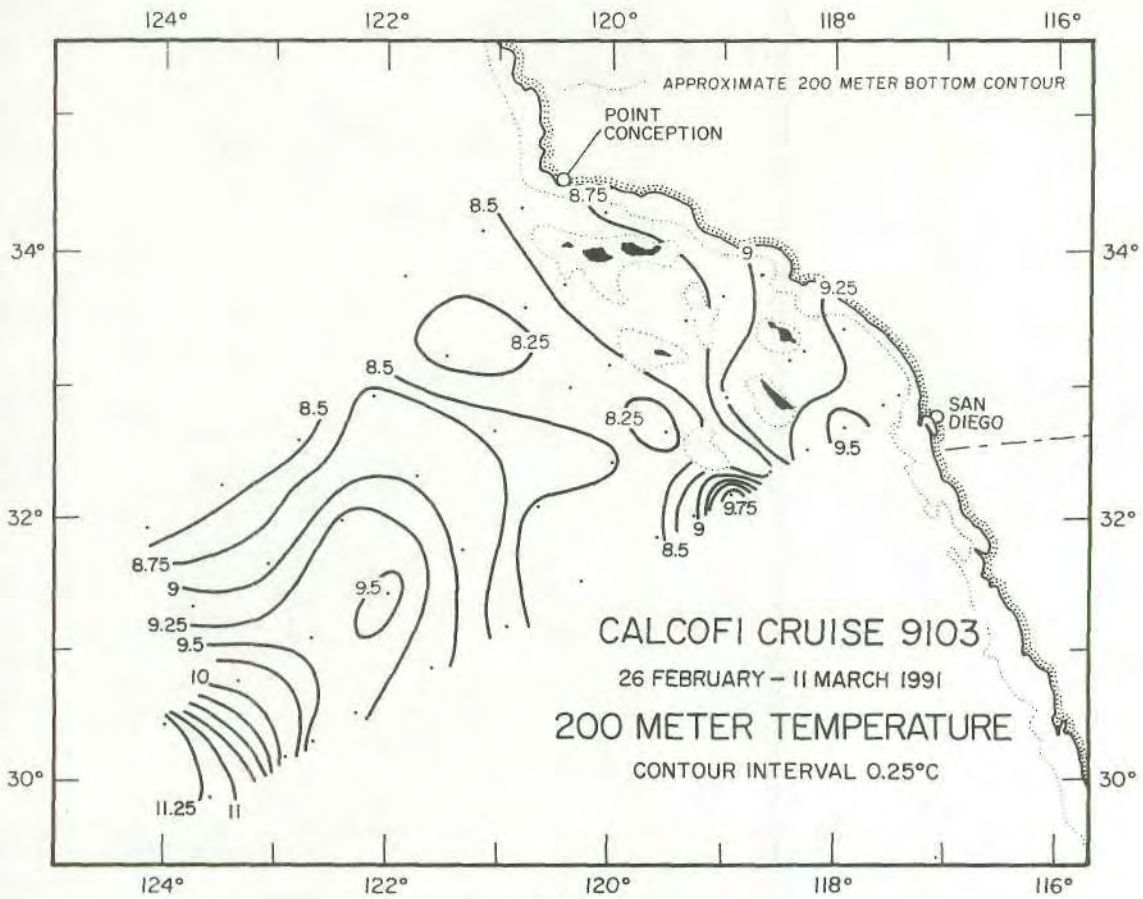 124° 122° 120° 118° 116°
APPROXIMATE 200 METER BOTTOM CONTOUR
POINT
CONCEPTION
8.5
8.75
34°
9
34°
9.25
8.25
8.5
8.5
8.25
SAN
DIEGO
9.5
9.75
32°
9
32°
8.5
8.75
9
9.5
9.25
9.5
10
CALCOFI CRUISE 9103
26 FEBRUARY – 11 MARCH 1991
200 METER TEMPERATURE
CONTOUR INTERVAL 0.25°C
30°
30°
11.25
11
124° 122° 120° 118° 116°